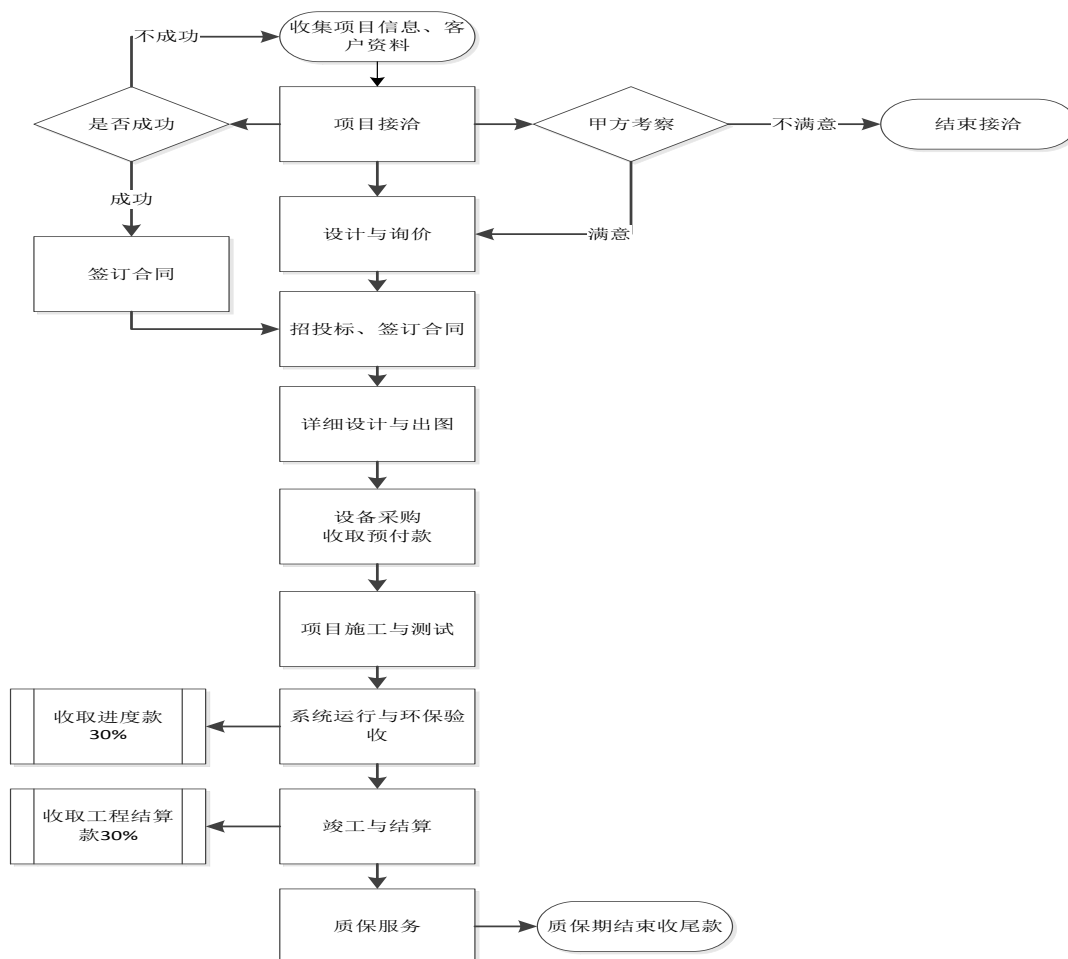 收集项目信息、客
户资料
不成功
是否成功
项目接洽
甲方考察
不满意
结束接洽
成功
设计与询价
满意
签订合同
招投标、签订合同
详细设计与出图
设备采购
收取预付款
项目施工与测试
收取进度款
30%
系统运行与环保验
收
收取工程结算
款30%
竣工与结算
质保服务
质保期结束收尾款